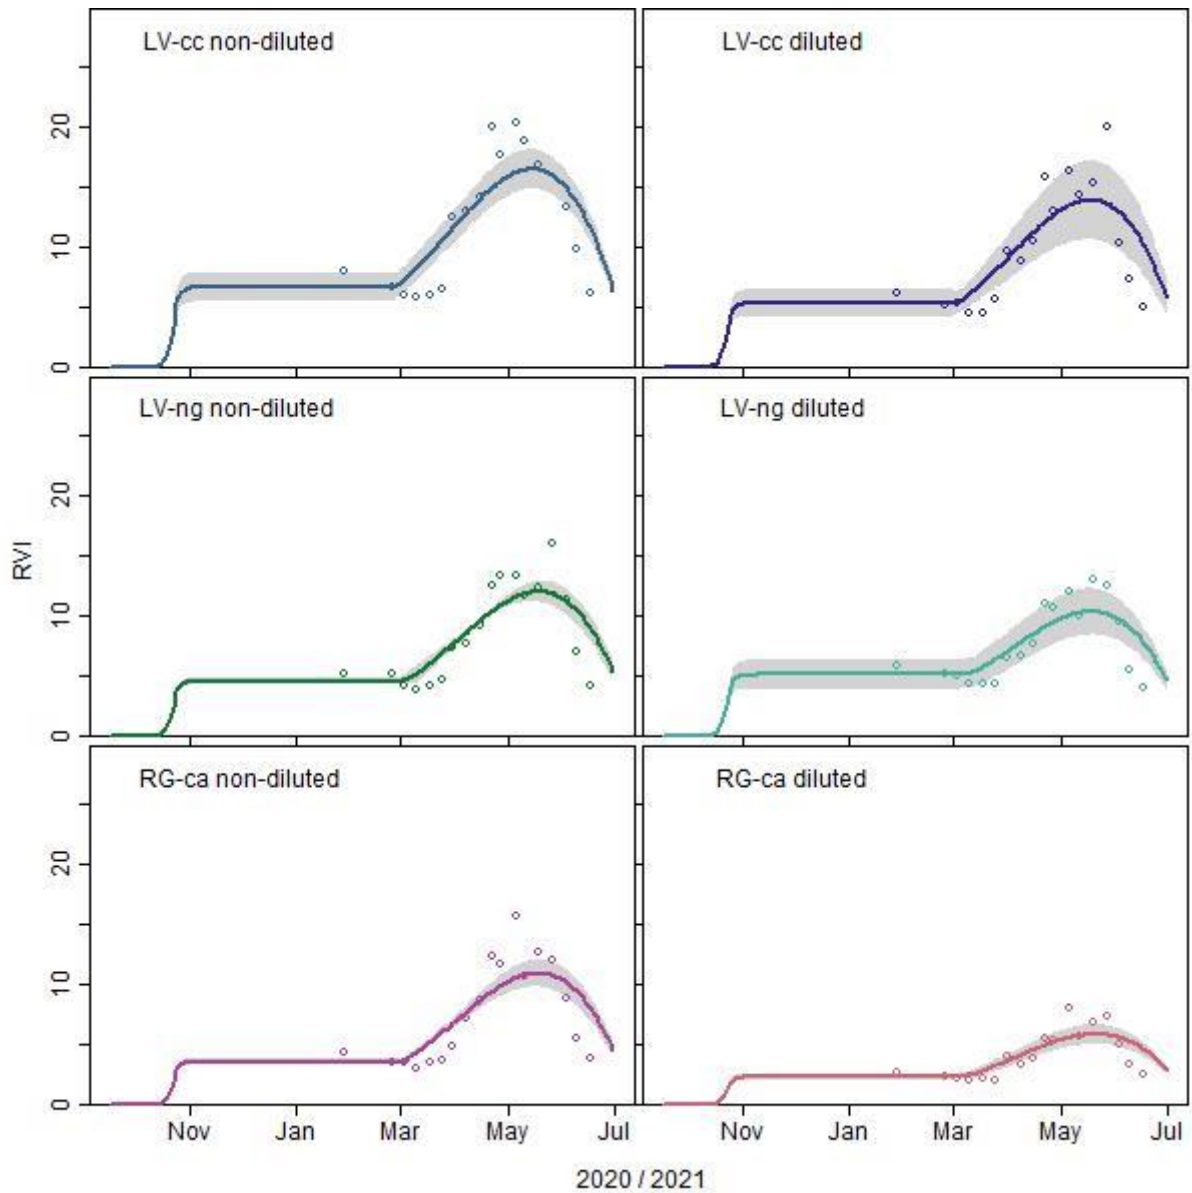 LV-cc non-diluted
LV-cc diluted
20
10
0
LV-ng non-diluted
LV-ng diluted
20
10
0
RVI
RG-ca non-diluted
RG-ca diluted
20
10
0
Nov Jan Mar May Jul Nov Jan Mar May Jul
2020 / 2021